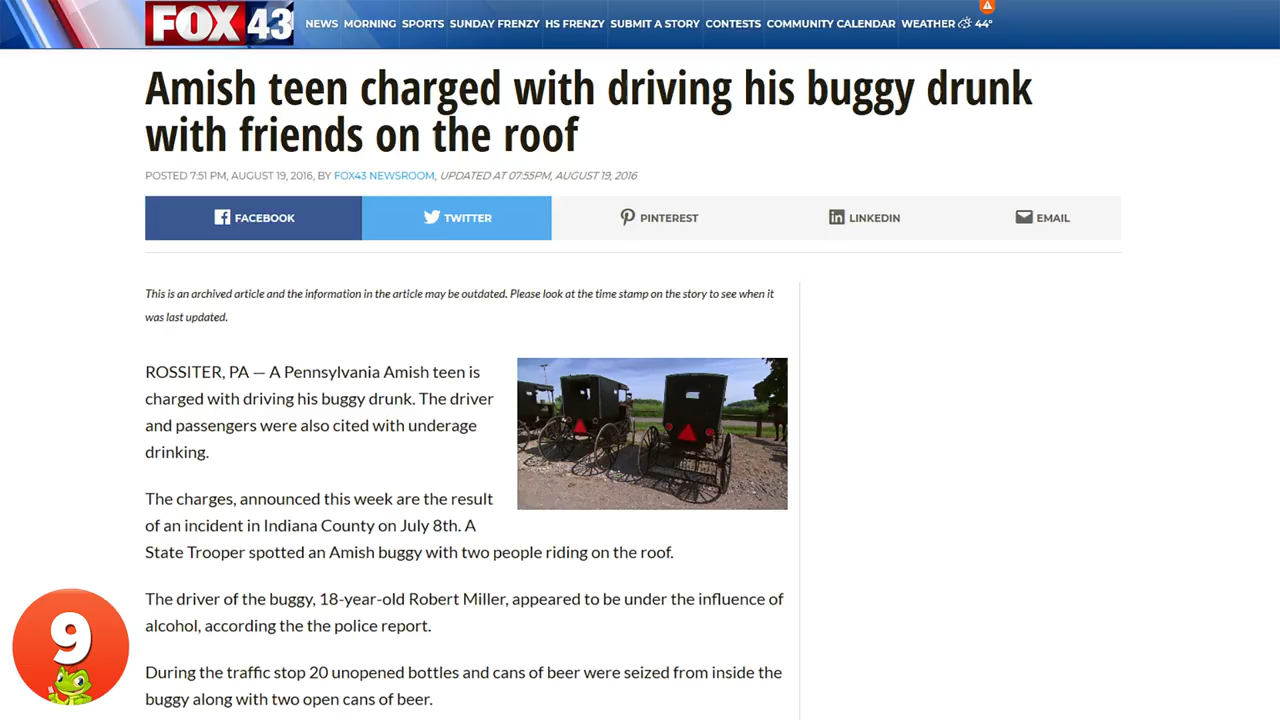 FOX 43 NEWS MORNING SPORTS SUNDAY FRENZY HS FRENZY SUBMIT A STORY CONTESTS COMMUNITY CALENDAR WEATHER 44°
Amish teen charged with driving his buggy drunk
with friends on the roof
POSTED 7:51 PM, AUGUST 19, 2016, BY FOX43 NEWSROOM, UPDATED AT 07:55PM, AUGUST 19, 2016
FACEBOOK TWITTER PINTEREST LINKEDIN EMAIL
This is an archived article and the information in the article may be outdated. Please look at the time stamp on the story to see when it
was last updated.
ROSSITER, PA — A Pennsylvania Amish teen is
charged with driving his buggy drunk. The driver
and passengers were also cited with underage
drinking.
The charges, announced this week are the result
of an incident in Indiana County on July 8th. A
State Trooper spotted an Amish buggy with two people riding on the roof.
The driver of the buggy, 18-year-old Robert Miller, appeared to be under the influence of
alcohol, according the the police report.
During the traffic stop 20 unopened bottles and cans of beer were seized from inside the
buggy along with two open cans of beer.
9